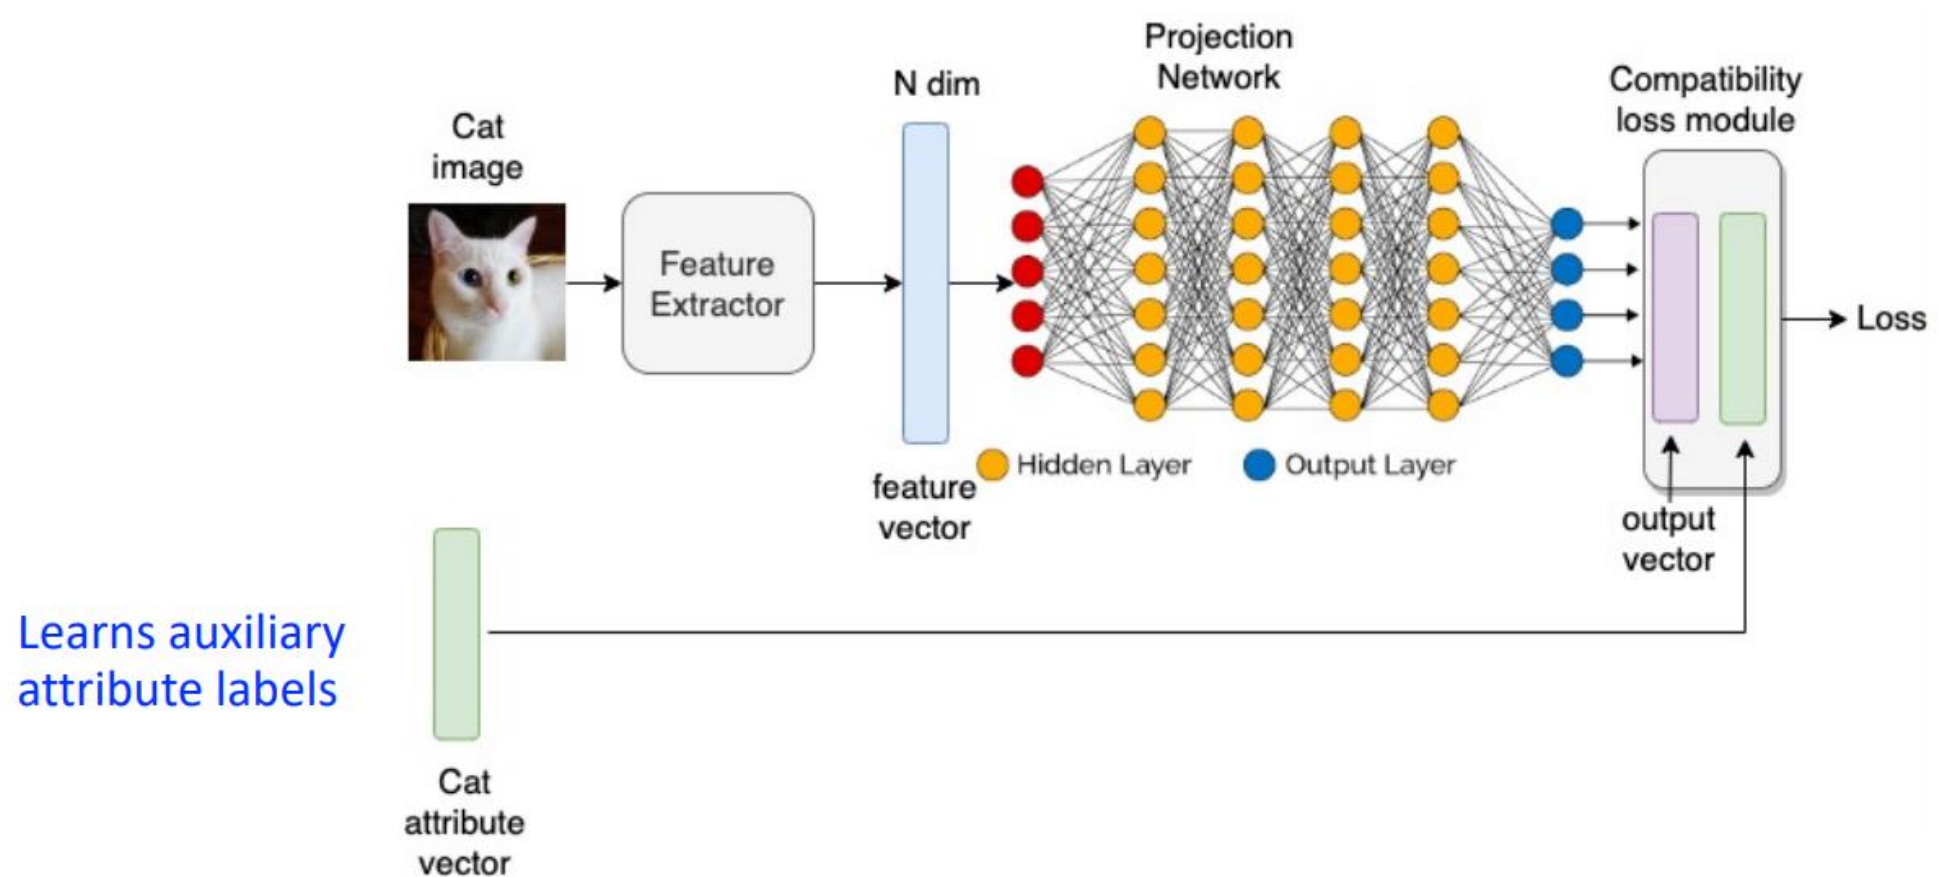 Projection
Network
N dim
Compatibility
loss module
Cat
image
Feature
Extractor
Loss
Hidden Layer
Output Layer
feature
vector
output
vector
Learns auxiliary
attribute labels
Cat
attribute
vector